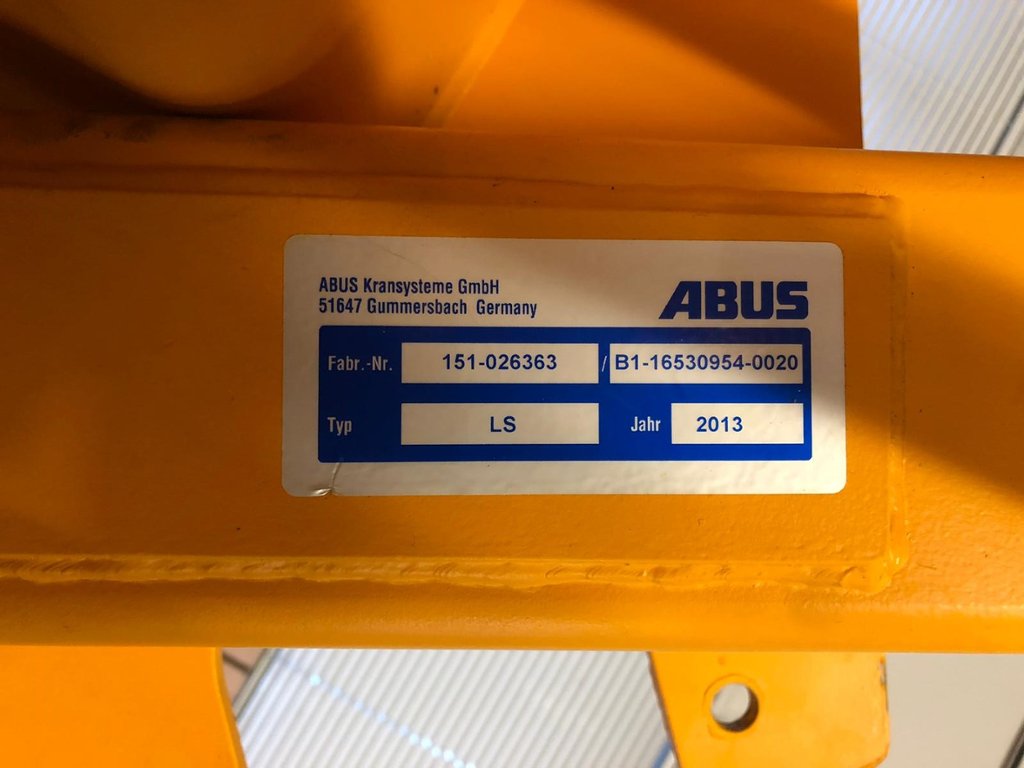 ABUS Kransysteme GmbH
51647 Gummersbach Germany
ABUS
Fabr.-Nr. 151-026363 / B1-16530954-0020
Typ LS Jahr 2013